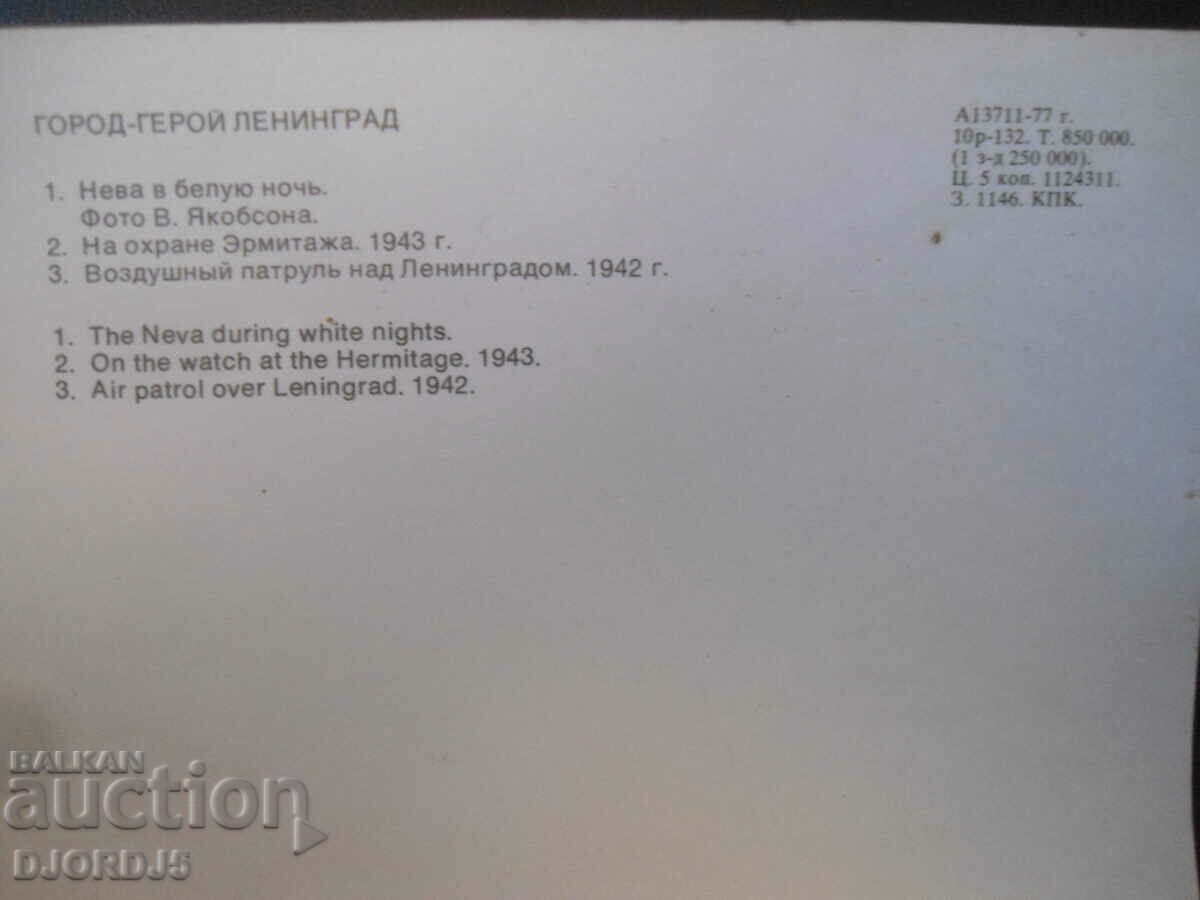 ГОРОД-ГЕРОЙ ЛЕНИНГРАД
1. Нева в белую ночь.
Фото В. Якобсона.
2. На охране Эрмитажа. 1943 г.
3. Воздушный патруль над Ленинградом. 1942 г.
1. The Neva during white nights.
2. On the watch at the Hermitage. 1943.
3. Air patrol over Leningrad. 1942.
А13711-77 г.
10р-132. Т. 850 000.
(1 з-д 250 000).
Ц. 5 коп. 1124311.
З. 1146. КПК.
BALKAN
auction
DJORDJ5